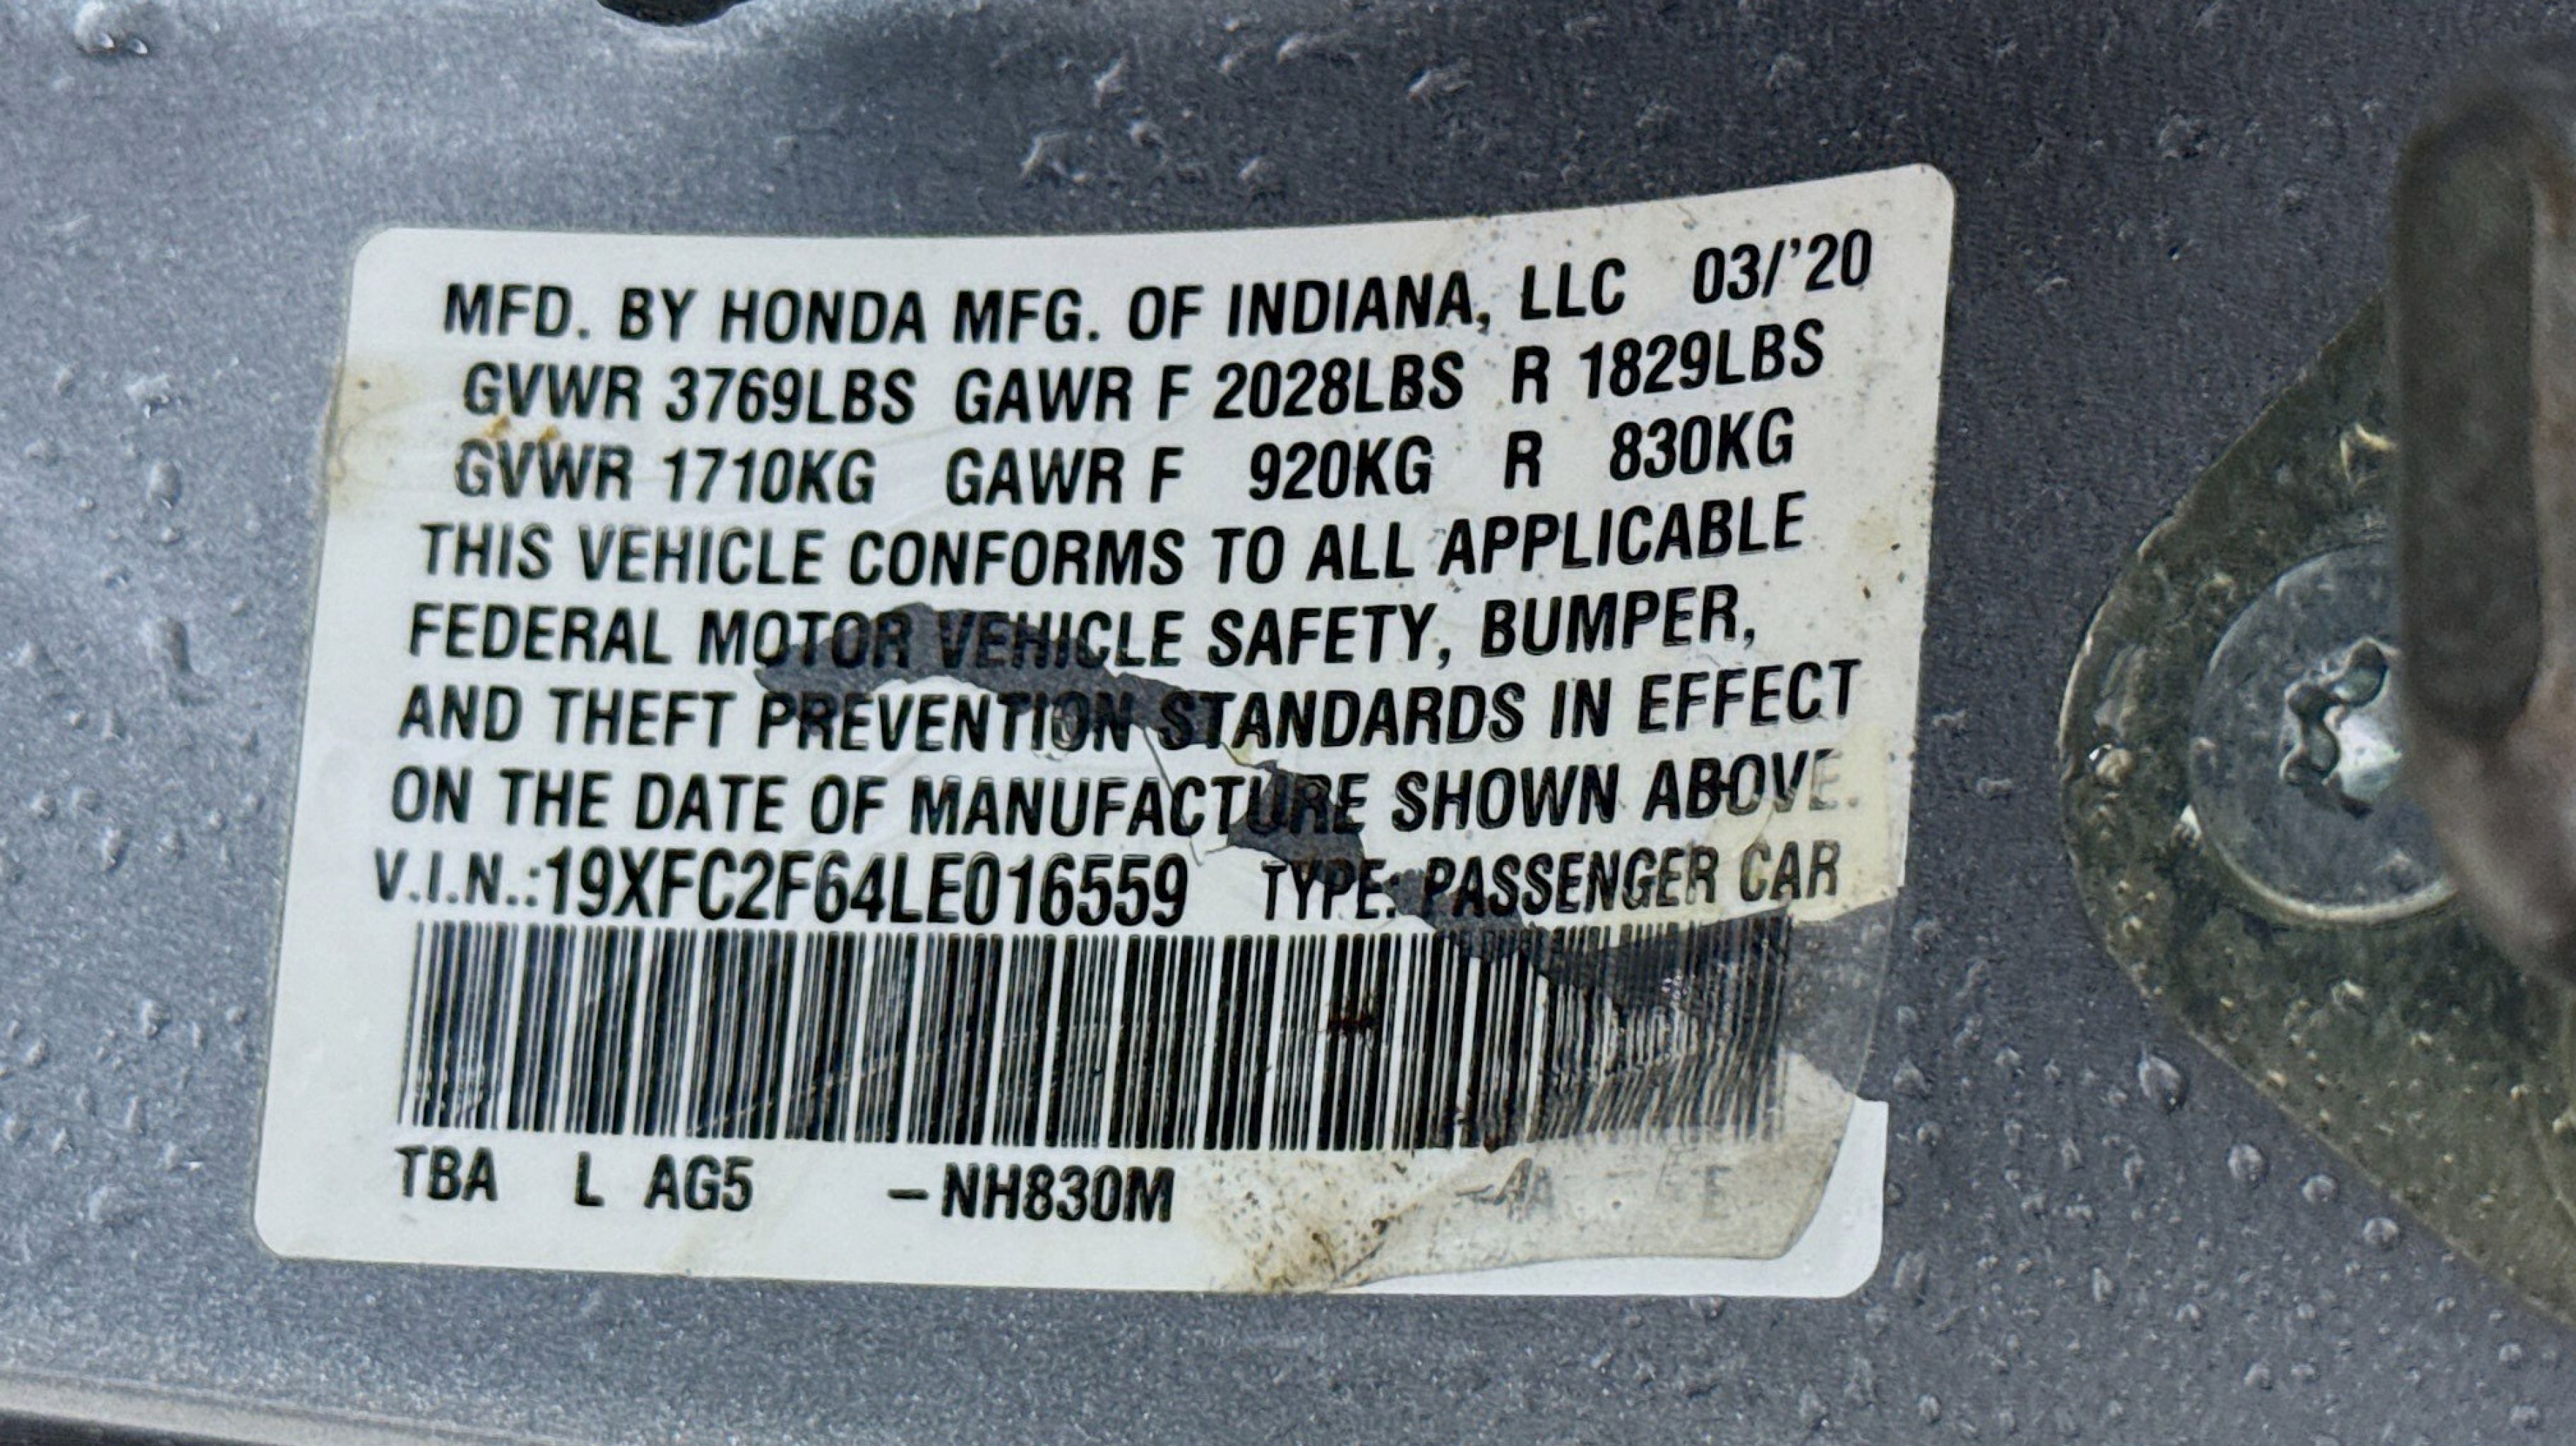 MFD. BY HONDA MFG. OF INDIANA, LLC 03/'20
GVWR 3769LBS GAWR F 2028LBS R 1829LBS
GVWR 1710KG GAWR F 920KG R 830KG
THIS VEHICLE CONFORMS TO ALL APPLICABLE
FEDERAL MOTOR VEHICLE SAFETY, BUMPER,
AND THEFT PREVENTION STANDARDS IN EFFECT
ON THE DATE OF MANUFACTURE SHOWN ABOVE.
V.I.N.:19XFC2F64LE016559 TYPE: PASSENGER CAR
TBA L AG5 –NH830M